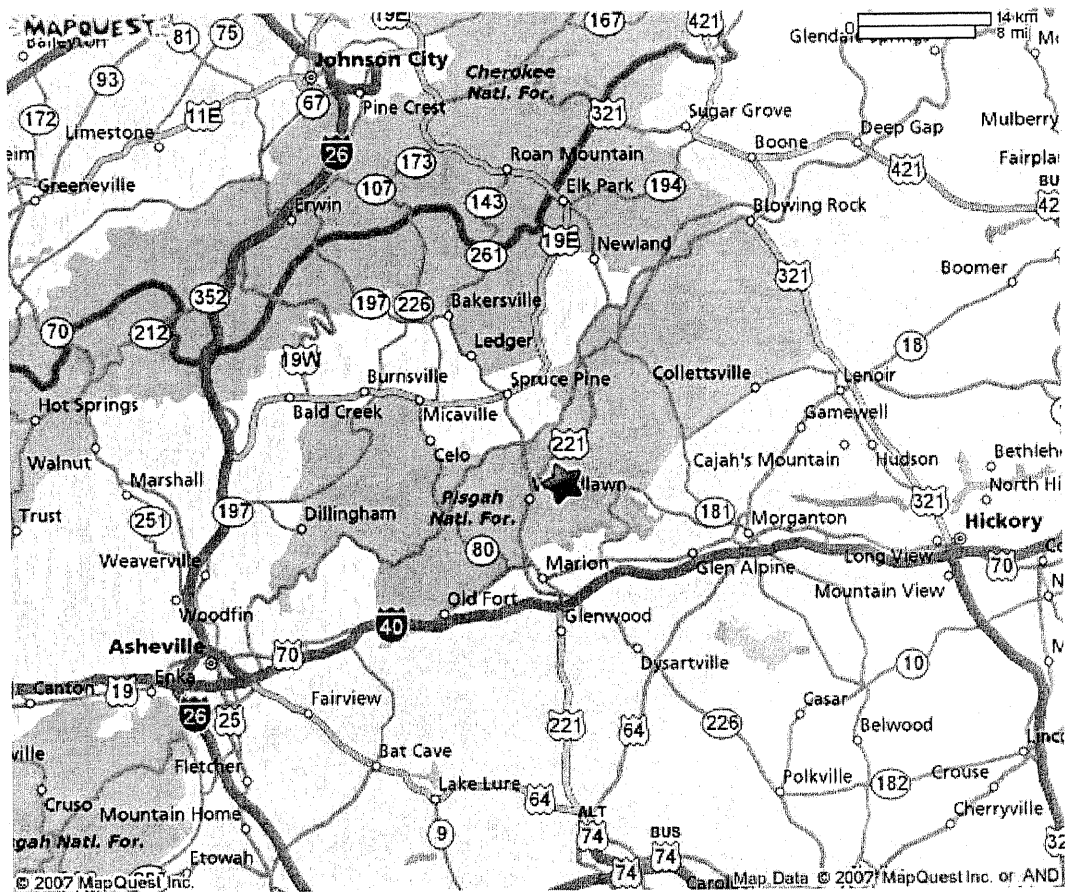 MAPQUEST
19E
167
421
14 km
8 mi
81
75
Johnson City
Cherokee
Natl. For.
93
67
Pine Crest
172
11E
Limestone
321
Sugar Grove
Boone
Deep Gap
Mulberry
26
173
Roan Mountain
421
Greeneville
107
143
Elk Park
194
Erwin
Blowing Rock
261
19E
Newland
321
Boomer
352
70
212
197
226
Bakersville
Ledger
18
19W
Burnsville
Spruce Pine
Collettsville
Lenoir
Hot Springs
Bald Creek
Micaville
Gamewell
221
Celo
Cajah's Mountain
Hudson
Walnut
Marshall
Pisgah
Natl. For.
321
Trust
251
197
Dillingham
181
Morganton
Hickory
Weaverville
80
Marion
Glen Alpine
Long View
70
Mountain View
Woodfin
Old Fort
Glenwood
40
Asheville
70
Dysartville
10
Canton
19
Enka
Fairview
Casar
26
25
221
64
226
Belwood
Fletcher
Bat Cave
Lake Lure
64
Polkville
182
Crouse
Cruso
Mountain Home
9
ALT
74
BUS
74
Cherryville
Etowah
74
© 2007 MapQuest Inc.
Map Data © 2007 MapQuest Inc. or AND